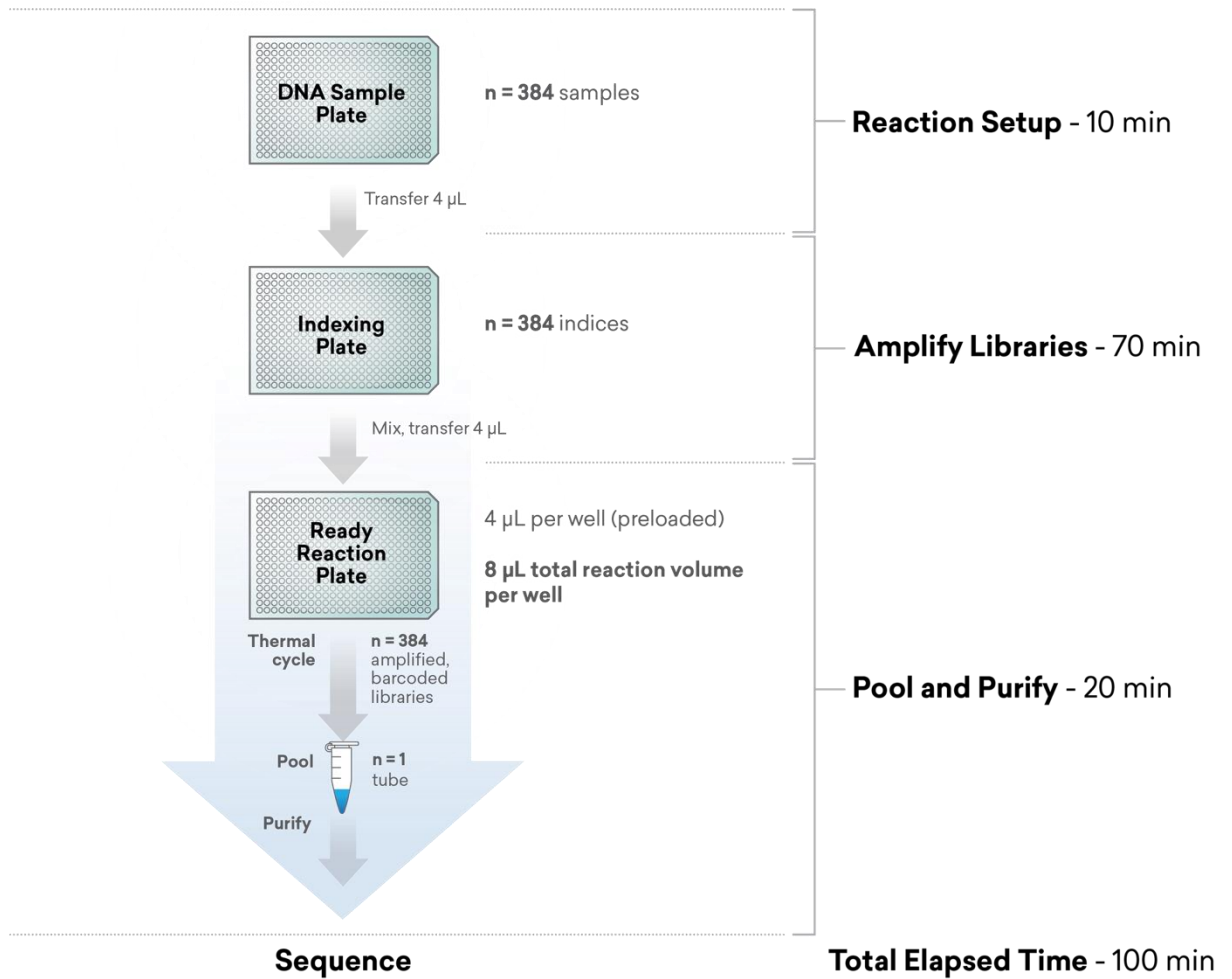 DNA Sample
Plate
n = 384 samples
Reaction Setup - 10 min
Transfer 4 µL
Indexing
Plate
n = 384 indices
Amplify Libraries - 70 min
Mix, transfer 4 µL
Ready
Reaction
Plate
4 µL per well (preloaded)
8 µL total reaction volume
per well
Thermal
cycle
n = 384
amplified,
barcoded
libraries
Pool and Purify - 20 min
Pool
n = 1
tube
Purify
Sequence
Total Elapsed Time - 100 min